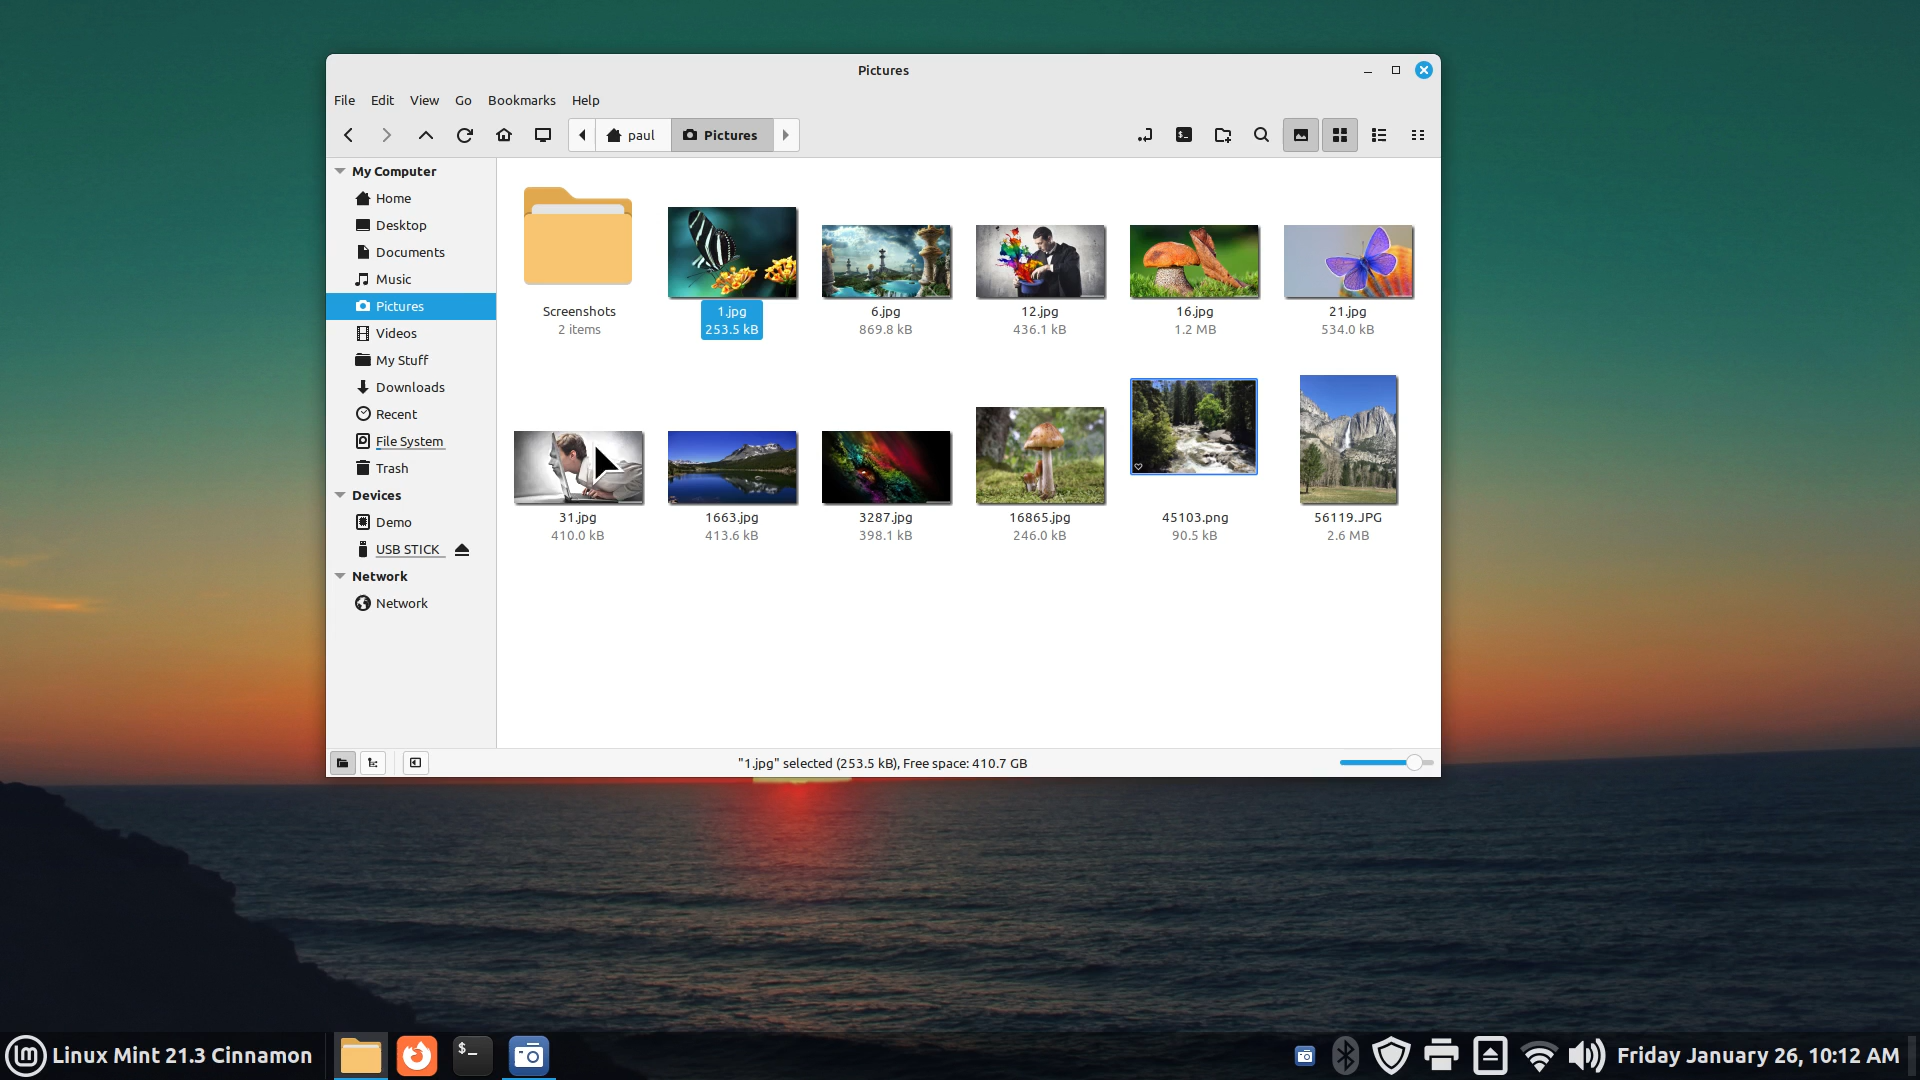 Pictures
File Edit View Go Bookmarks Help
paul Pictures
My Computer
Home
Desktop
Documents
Music
Pictures
Videos
My Stuff
Downloads
Recent
File System
Trash
Devices
Demo
USB STICK
Network
Network
Screenshots
2 items
1.jpg
253.5 kB
6.jpg
869.8 kB
12.jpg
436.1 kB
16.jpg
1.2 MB
21.jpg
534.0 kB
31.jpg
410.0 kB
1663.jpg
413.6 kB
3287.jpg
398.1 kB
16865.jpg
246.0 kB
45103.png
90.5 kB
56119.JPG
2.6 MB
"1.jpg" selected (253.5 kB), Free space: 410.7 GB
Linux Mint 21.3 Cinnamon
$_
Friday January 26, 10:12 AM